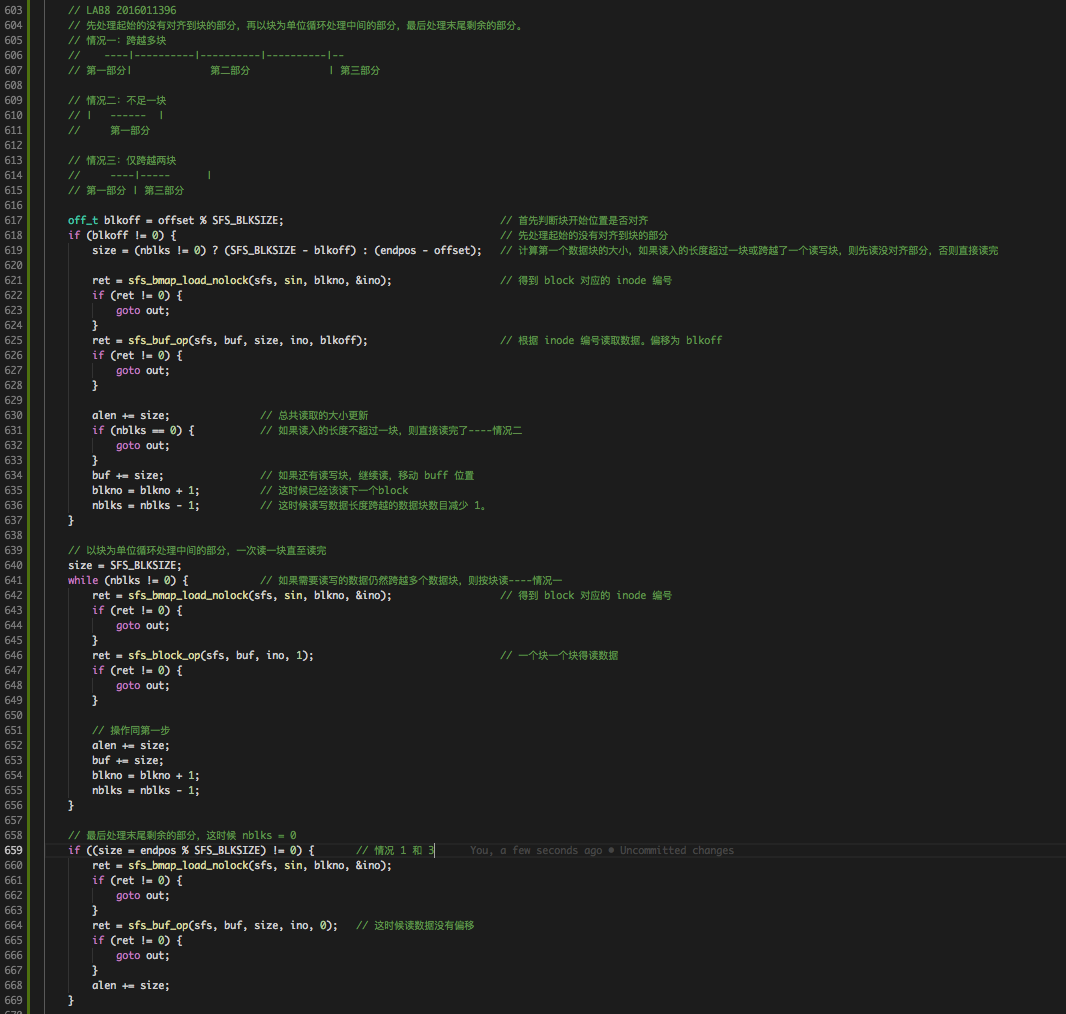 603 // LAB8 2016011396
604 // 先处理起始的没有对齐到块的部分，再以块为单位循环处理中间的部分，最后处理末尾剩余的部分。
605 // 情况一：跨越多块
606 //    ----|----------|----------|----------|--
607 // 第一部分|             第二部分             | 第三部分
608
609 // 情况二：不足一块
610 // |   ------  |
611 //     第一部分
612
613 // 情况三：仅跨越两块
614 //     ----|-----      |
615 // 第一部分 | 第三部分
616
617 off_t blkoff = offset % SFS_BLKSIZE; // 首先判断块开始位置是否对齐
618 if (blkoff != 0) { // 先处理起始的没有对齐到块的部分
619     size = (nblks != 0) ? (SFS_BLKSIZE - blkoff) : (endpos - offset); // 计算第一个数据块的大小，如果读入的长度超过一块或跨越了一个读写块，则先读没对齐部分，否则直接读完
620
621     ret = sfs_bmap_load_nolock(sfs, sin, blkno, &ino); // 得到 block 对应的 inode 编号
622     if (ret != 0) {
623         goto out;
624     }
625     ret = sfs_buf_op(sfs, buf, size, ino, blkoff); // 根据 inode 编号读取数据。偏移为 blkoff
626     if (ret != 0) {
627         goto out;
628     }
629
630     alen += size; // 总共读取的大小更新
631     if (nblks == 0) { // 如果读入的长度不超过一块，则直接读完了----情况二
632         goto out;
633     }
634     buf += size; // 如果还有读写块，继续读，移动 buff 位置
635     blkno = blkno + 1; // 这时候已经该读下一个block
636     nblks = nblks - 1; // 这时候读写数据长度跨越的数据块数目减少 1。
637 }
638
639 // 以块为单位循环处理中间的部分，一次读一块直至读完
640 size = SFS_BLKSIZE;
641 while (nblks != 0) { // 如果需要读写的数据仍然跨越多个数据块，则按块读----情况一
642     ret = sfs_bmap_load_nolock(sfs, sin, blkno, &ino); // 得到 block 对应的 inode 编号
643     if (ret != 0) {
644         goto out;
645     }
646     ret = sfs_block_op(sfs, buf, ino, 1); // 一个块一个块得读数据
647     if (ret != 0) {
648         goto out;
649     }
650
651     // 操作同第一步
652     alen += size;
653     buf += size;
654     blkno = blkno + 1;
655     nblks = nblks - 1;
656 }
657
658 // 最后处理末尾剩余的部分，这时候 nblks = 0
659 if ((size = endpos % SFS_BLKSIZE) != 0) { // 情况 1 和 3 You, a few seconds ago • Uncommitted changes
660     ret = sfs_bmap_load_nolock(sfs, sin, blkno, &ino);
661     if (ret != 0) {
662         goto out;
663     }
664     ret = sfs_buf_op(sfs, buf, size, ino, 0); // 这时候读数据没有偏移
665     if (ret != 0) {
666         goto out;
667     }
668     alen += size;
669 }